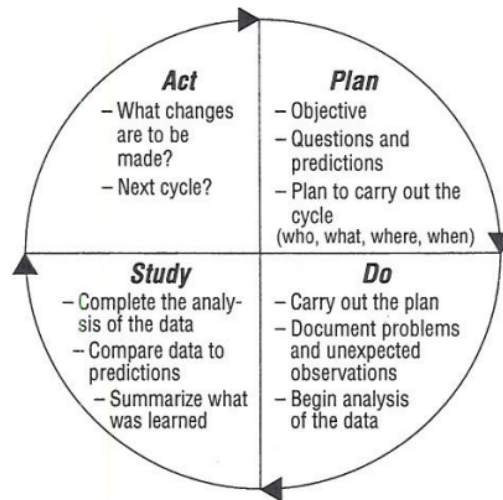 Act
– What changes
are to be
made?
– Next cycle?
Plan
– Objective
– Questions and
predictions
– Plan to carry out the
cycle
(who, what, where, when)
Study
– Complete the analy-
sis of the data
– Compare data to
predictions
– Summarize what
was learned
Do
– Carry out the plan
– Document problems
and unexpected
observations
– Begin analysis
of the data